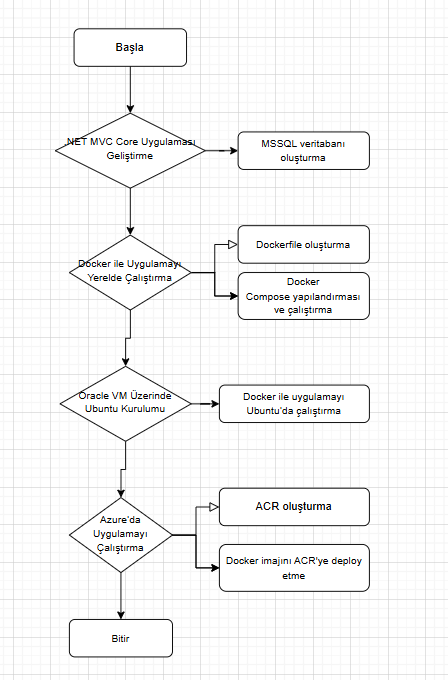 Başla
.NET MVC Core Uygulaması
Geliştirme
MSSQL veritabanı
oluşturma
Docker ile Uygulamayı
Yerelde Çalıştırma
Dockerfile oluşturma
Docker
Compose yapılandırması
ve çalıştırma
Oracle VM Üzerinde
Ubuntu Kurulumu
Docker ile uygulamayı
Ubuntu'da çalıştırma
Azure'da
Uygulamayı
Çalıştırma
ACR oluşturma
Docker imajını ACR'ye deploy
etme
Bitir